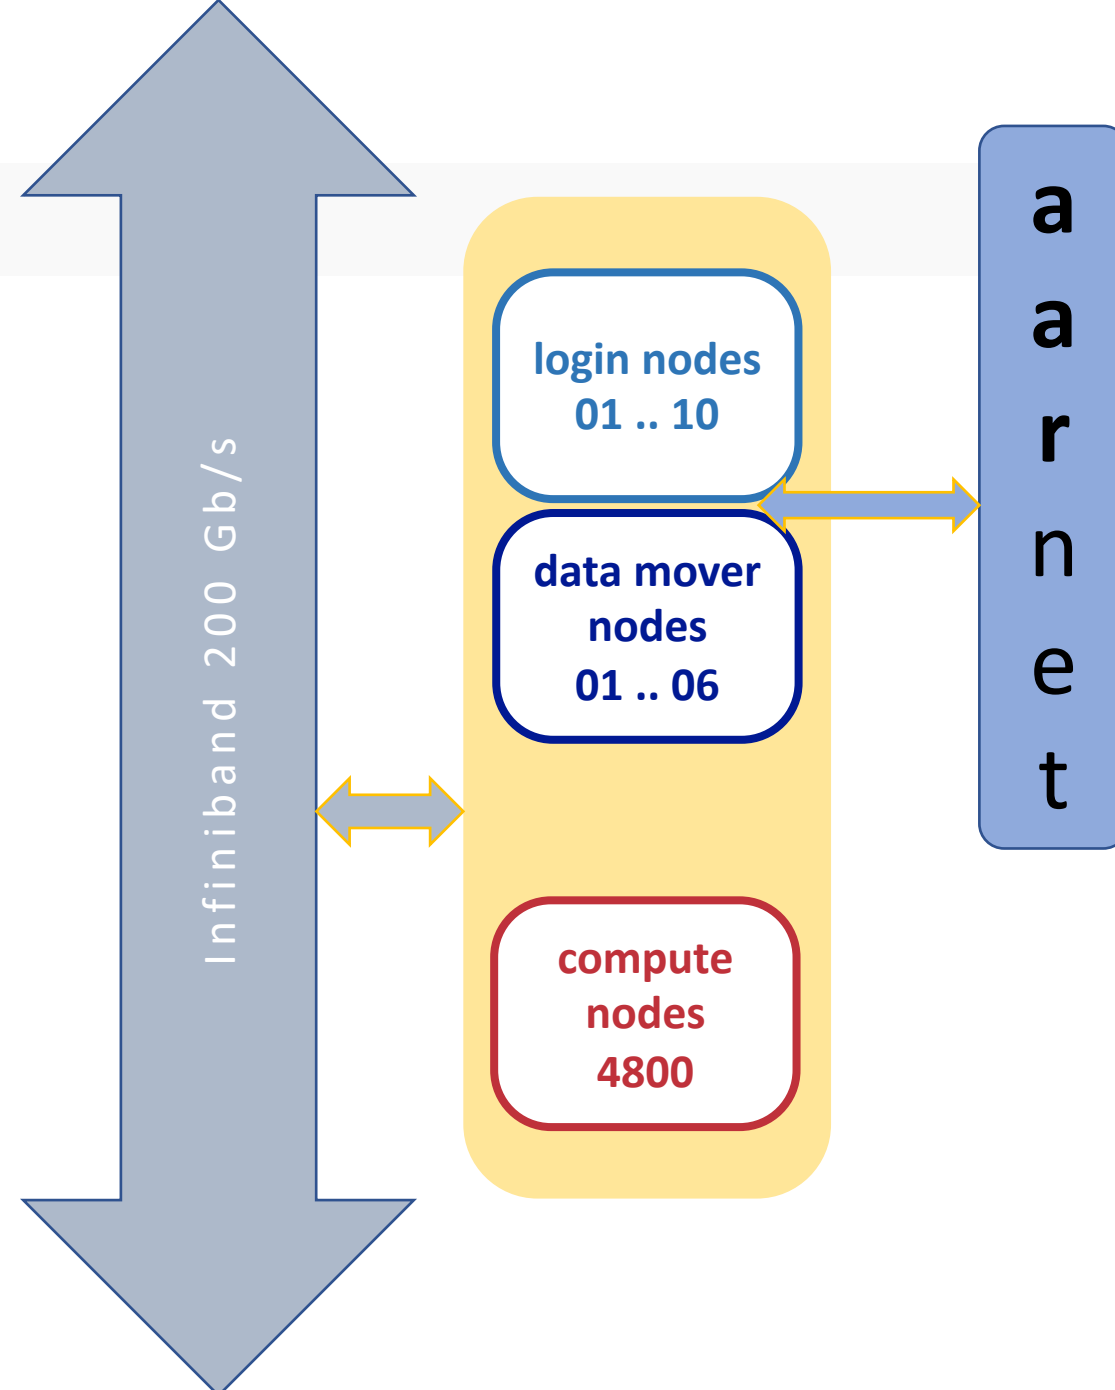 Infiniband 200 Gb/s
login nodes
01 .. 10
data mover
nodes
01 .. 06
compute
nodes
4800
a
a
r
n
e
t